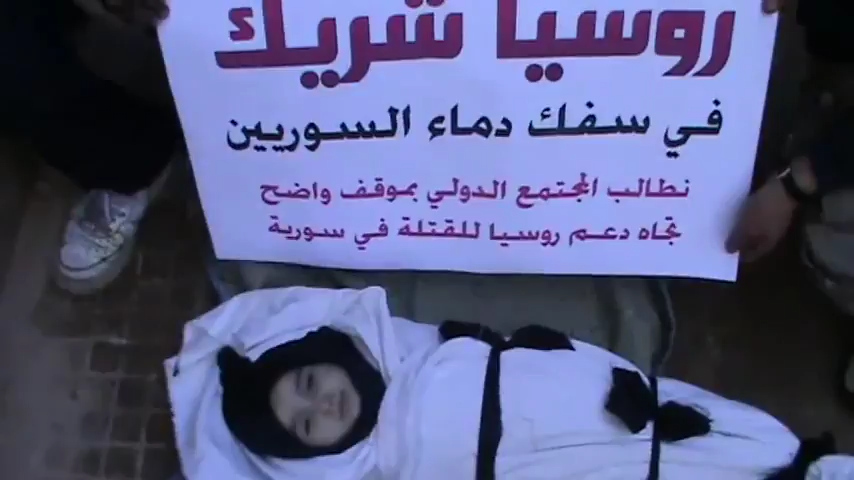 روسيا شريك
في سفك دماء السوريين
نطالب المجتمع الدولي بموقف واضح
تجاه دعم روسيا للقتلة في سورية